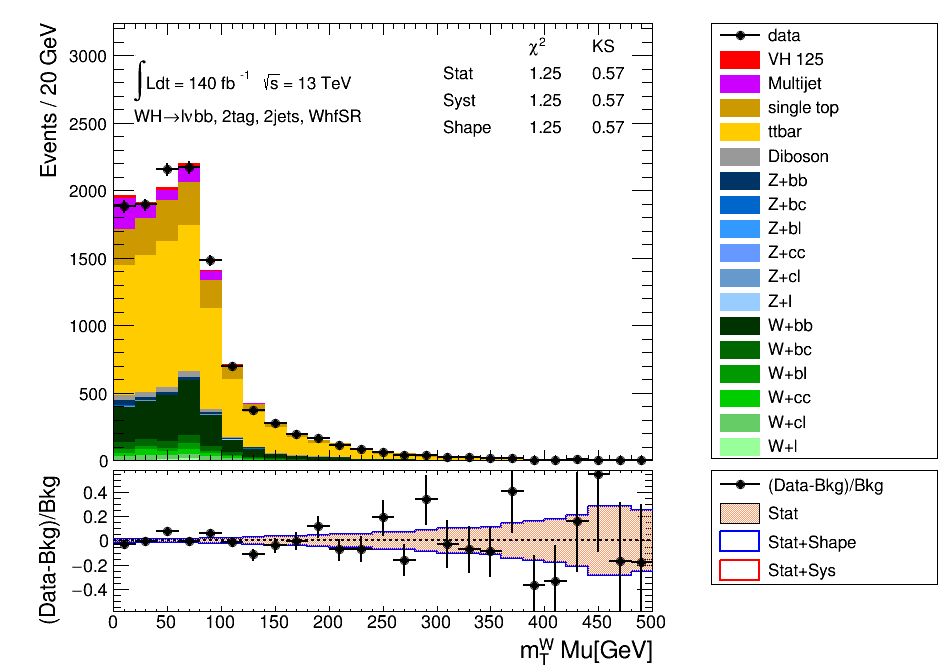 Events / 20 GeV
3000
2500
2000
1500
1000
500
0
∫Ldt = 140 fb⁻¹ √s = 13 TeV
WH→lνbb, 2tag, 2jets, WhfSR
χ² KS
Stat 1.25 0.57
Syst 1.25 0.57
Shape 1.25 0.57
data
VH 125
Multijet
single top
ttbar
Diboson
Z+bb
Z+bc
Z+bl
Z+cc
Z+cl
Z+l
W+bb
W+bc
W+bl
W+cc
W+cl
W+l
(Data-Bkg)/Bkg
0.4
0.2
0
−0.2
−0.4
0 50 100 150 200 250 300 350 400 450 500
m_T^W Mu[GeV]
(Data-Bkg)/Bkg
Stat
Stat+Shape
Stat+Sys